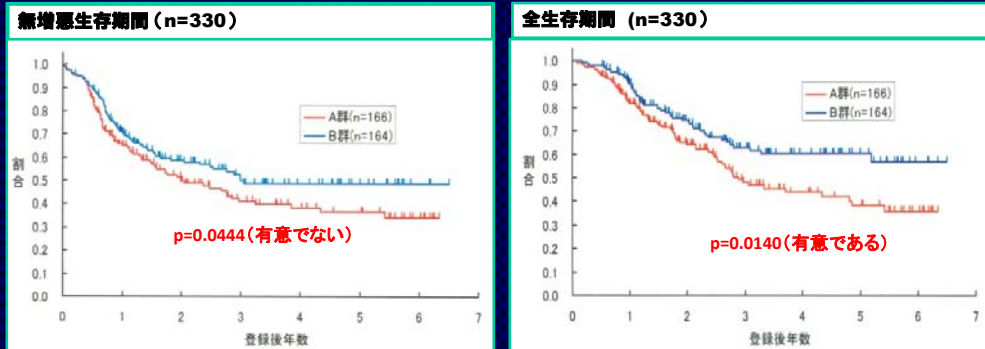 無増悪生存期間（n=330）
1.0
0.9
0.8
0.7
0.6
0.5
0.4
0.3
0.2
0.1
0.0
割合
A群(n=166)
B群(n=164)
p=0.0444（有意でない）
0 1 2 3 4 5 6 7
登録後年数
全生存期間 (n=330)
1.0
0.9
0.8
0.7
0.6
0.5
0.4
0.3
0.2
0.1
0.0
割合
A群(n=166)
B群(n=164)
p=0.0140（有意である）
0 1 2 3 4 5 6 7
登録後年数